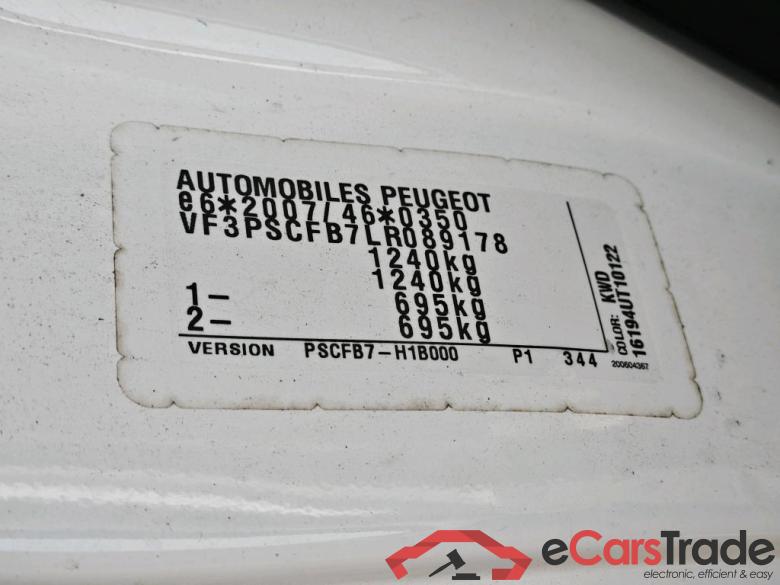 AUTOMOBILES PEUGEOT
e6*2007/46*0350
VF3PSCFB7LR089178
1240kg
1240kg
1- 695kg
2- 695kg
VERSION PSCFB7-H1B000 P1 344
COLOR: KWD
16194UT10122
200604367
eCarsTrade
electronic, efficient & easy